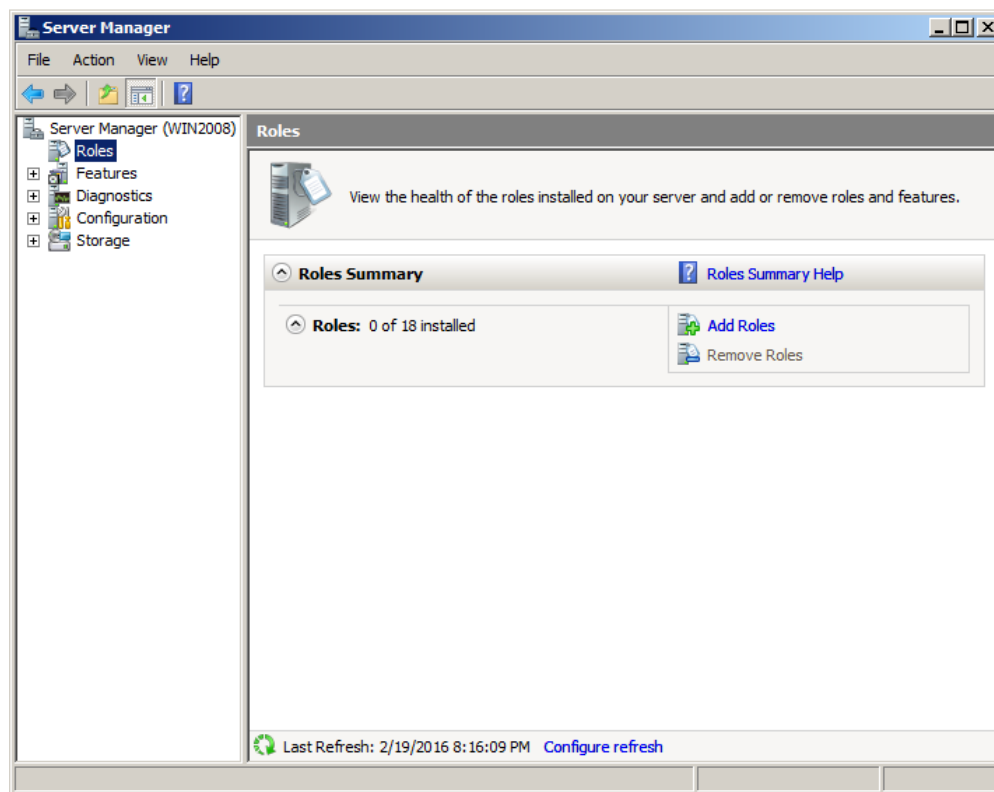 Server Manager
File Action View Help
Server Manager (WIN2008)
Roles
Features
Diagnostics
Configuration
Storage
Roles
View the health of the roles installed on your server and add or remove roles and features.
Roles Summary
Roles Summary Help
Roles: 0 of 18 installed
Add Roles
Remove Roles
Last Refresh: 2/19/2016 8:16:09 PM Configure refresh